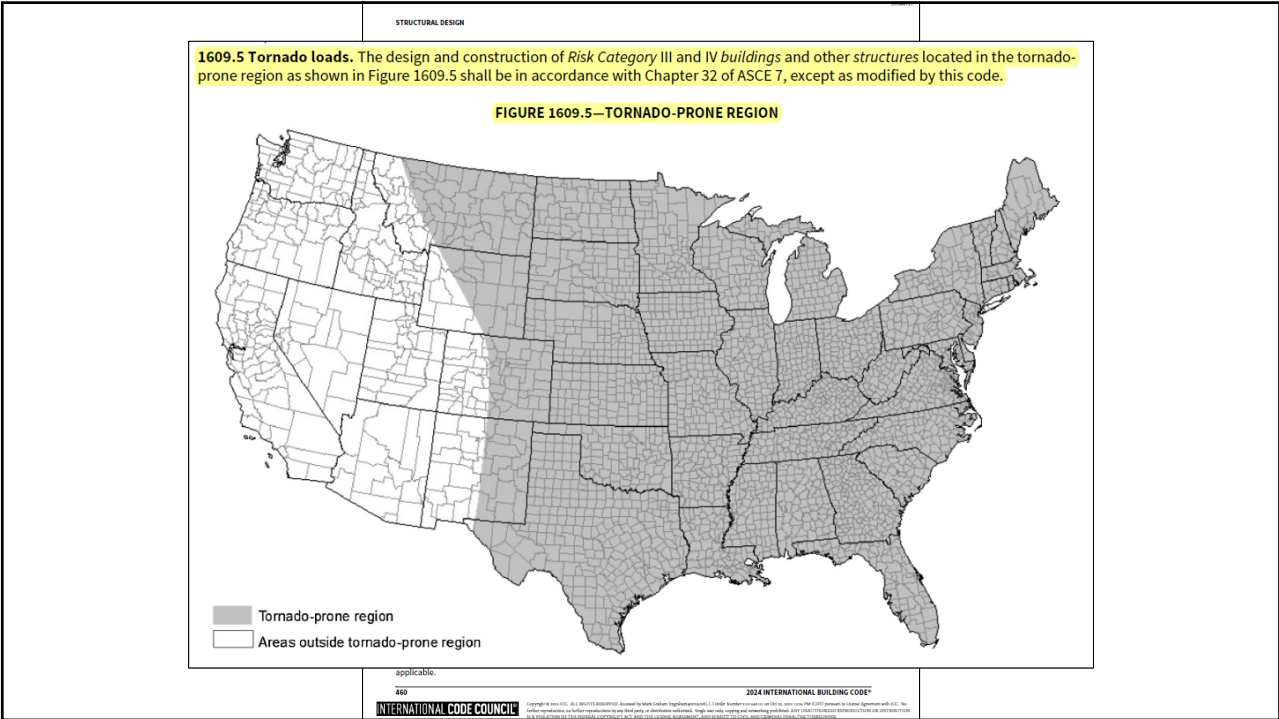 STRUCTURAL DESIGN
1609.5 Tornado loads. The design and construction of Risk Category III and IV buildings and other structures located in the tornado-
prone region as shown in Figure 1609.5 shall be in accordance with Chapter 32 of ASCE 7, except as modified by this code.
FIGURE 1609.5—TORNADO-PRONE REGION
Tornado-prone region
Areas outside tornado-prone region
applicable.
460
2024 INTERNATIONAL BUILDING CODE®
INTERNATIONAL CODE COUNCIL®